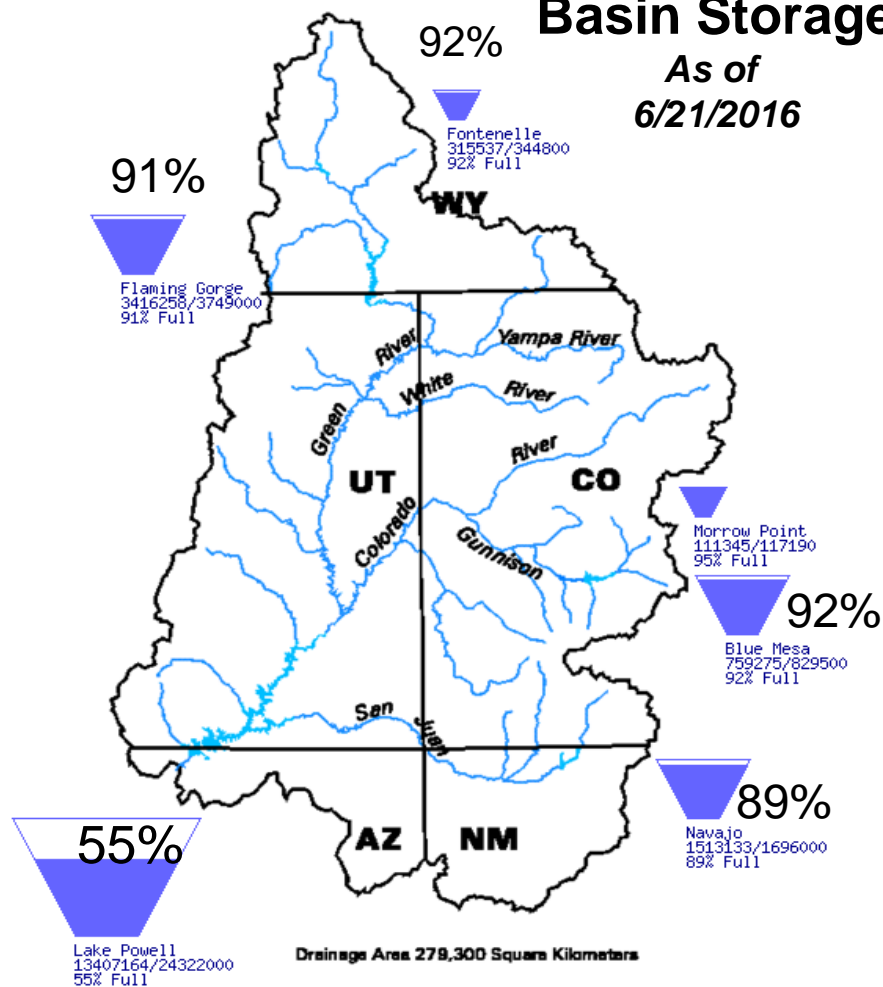 Basin Storage
As of
6/21/2016
92%
Fontenelle
315537/344800
92% Full
91%
Flaming Gorge
3416258/3749000
91% Full
WY
River
Yampa River
White
River
Green
River
UT
CO
Colorado
Gunnison
Morrow Point
111345/117190
95% Full
92%
Blue Mesa
759275/829500
92% Full
San
Juan
89%
Navajo
1513133/1696000
89% Full
AZ
NM
55%
Lake Powell
13407164/24322000
55% Full
Drainage Area 279,300 Square Kilometers